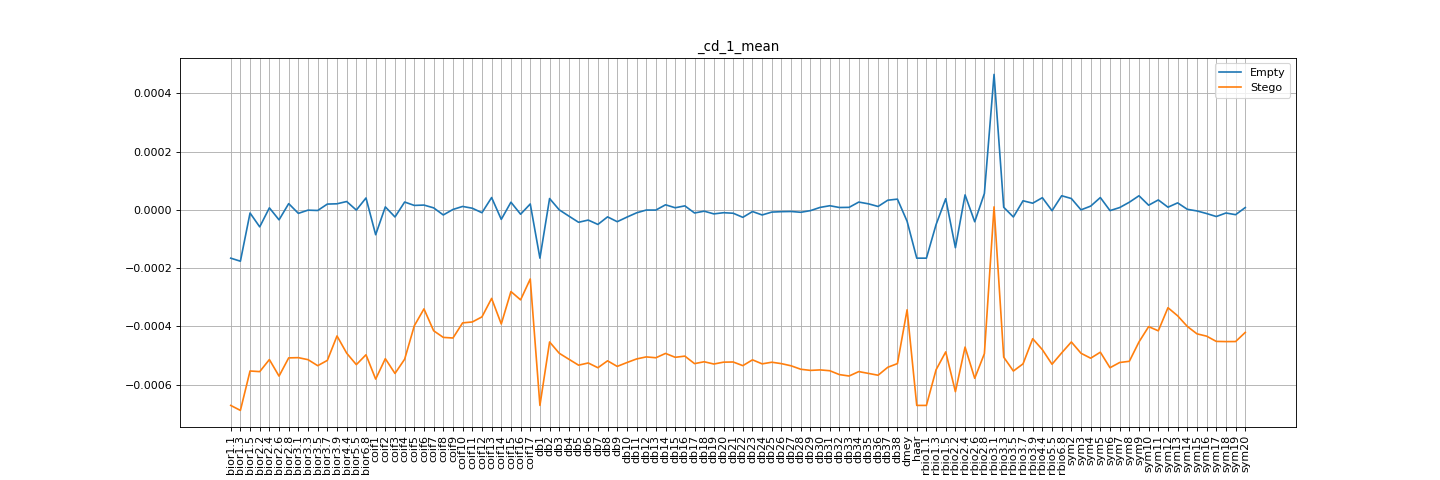 _cd_1_mean
Empty
Stego
0.0004
0.0002
0.0000
−0.0002
−0.0004
−0.0006
bior1.1
bior1.3
bior1.5
bior2.2
bior2.4
bior2.6
bior2.8
bior3.1
bior3.3
bior3.5
bior3.7
bior3.9
bior4.4
bior5.5
bior6.8
coif1
coif2
coif3
coif4
coif5
coif6
coif7
coif8
coif9
coif10
coif11
coif12
coif13
coif14
coif15
coif16
coif17
db1
db2
db3
db4
db5
db6
db7
db8
db9
db10
db11
db12
db13
db14
db15
db16
db17
db18
db19
db20
db21
db22
db23
db24
db25
db26
db27
db28
db29
db30
db31
db32
db33
db34
db35
db36
db37
db38
dmey
haar
rbio1.1
rbio1.3
rbio1.5
rbio2.2
rbio2.4
rbio2.6
rbio2.8
rbio3.1
rbio3.3
rbio3.5
rbio3.7
rbio3.9
rbio4.4
rbio5.5
rbio6.8
sym2
sym3
sym4
sym5
sym6
sym7
sym8
sym9
sym10
sym11
sym12
sym13
sym14
sym15
sym16
sym17
sym18
sym19
sym20